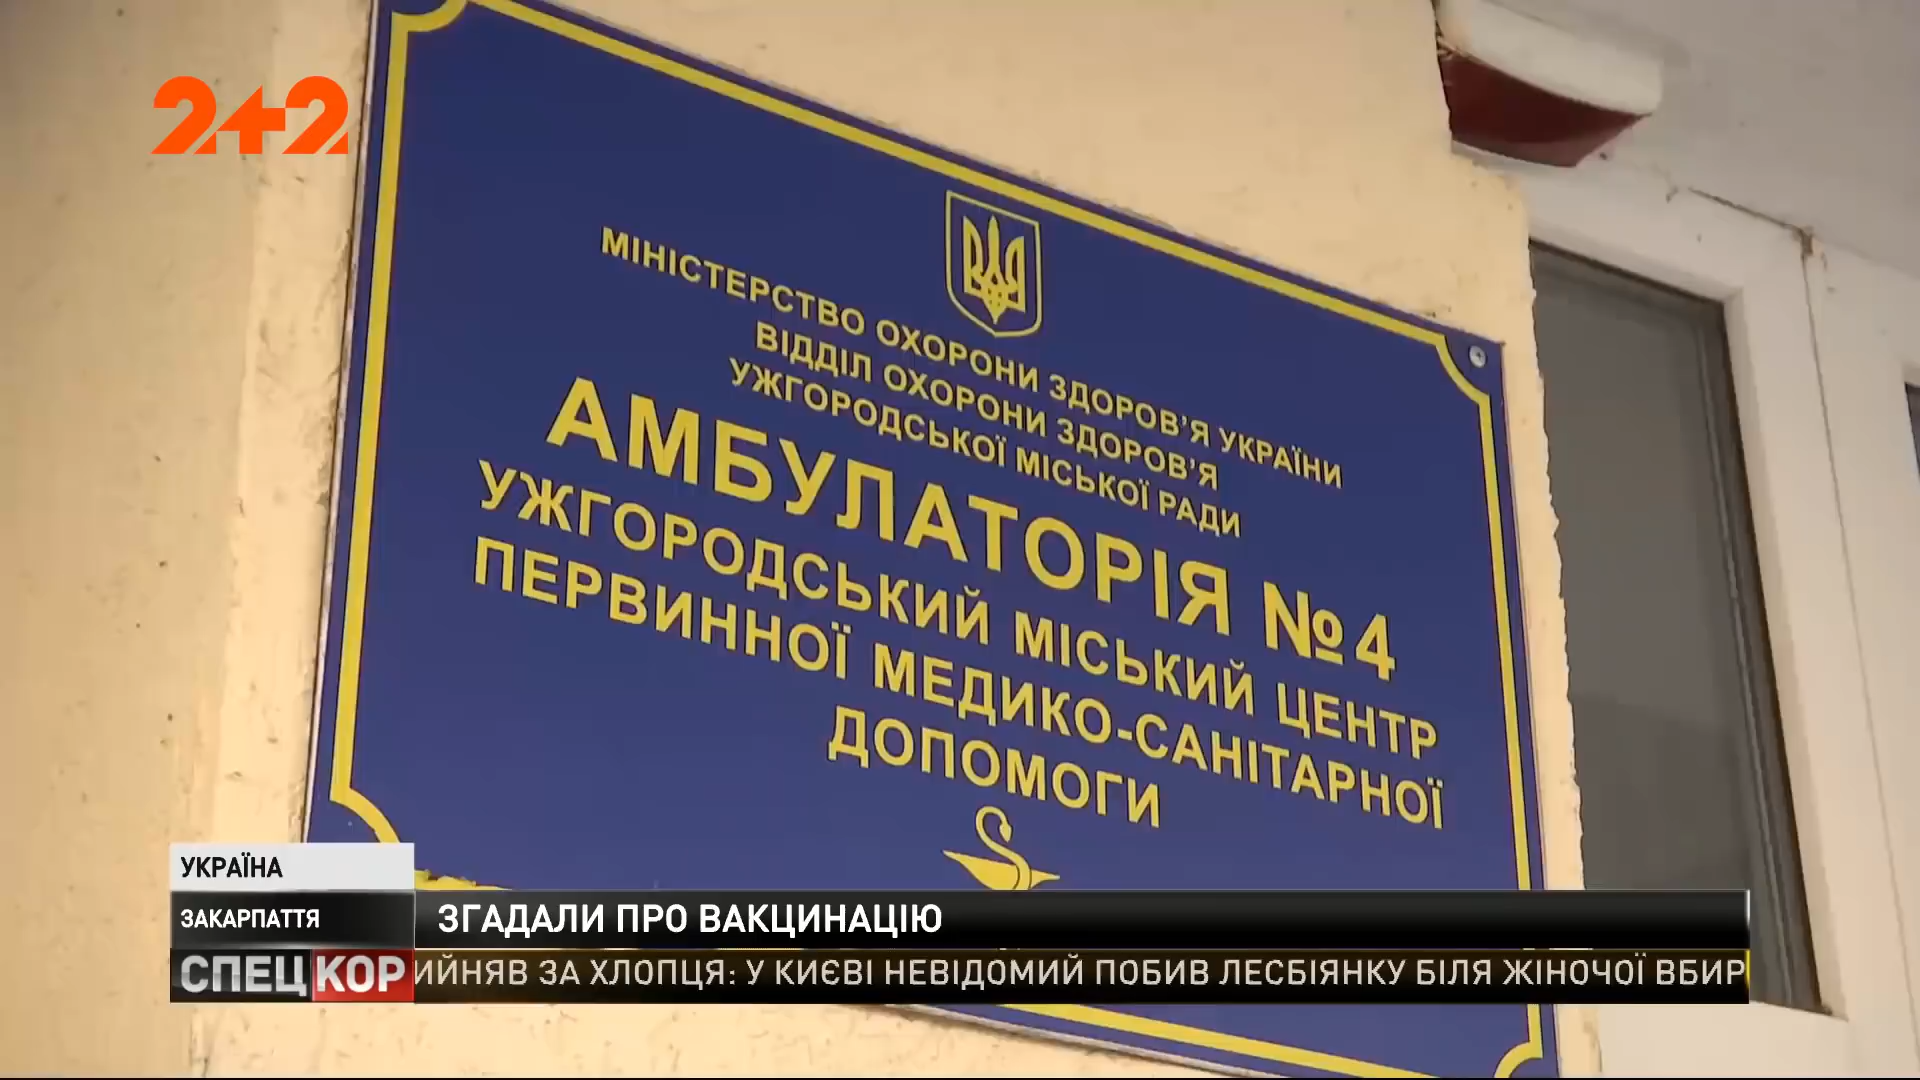 2+2
МІНІСТЕРСТВО ОХОРОНИ ЗДОРОВ'Я УКРАЇНИ
ВІДДІЛ ОХОРОНИ ЗДОРОВ'Я
УЖГОРОДСЬКОЇ МІСЬКОЇ РАДИ
АМБУЛАТОРІЯ №4
УЖГОРОДСЬКИЙ МІСЬКИЙ ЦЕНТР
ПЕРВИННОЇ МЕДИКО-САНІТАРНОЇ
ДОПОМОГИ
УКРАЇНА
ЗАКАРПАТТЯ
ЗГАДАЛИ ПРО ВАКЦИНАЦІЮ
СПЕЦКОР
ИЙНЯВ ЗА ХЛОПЦЯ: У КИЄВІ НЕВІДОМИЙ ПОБИВ ЛЕСБІЯНКУ БІЛЯ ЖІНОЧОЇ ВБИР